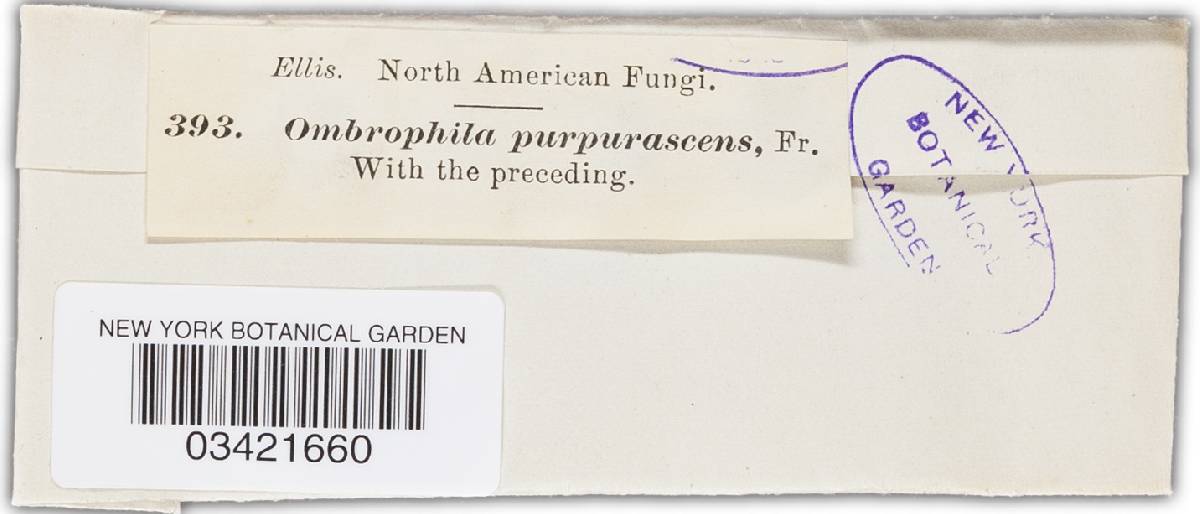 Ellis. North American Fungi.
393. Ombrophila purpurascens, Fr.
With the preceding.
NEW YORK
BOTANICAL
GARDEN
NEW YORK BOTANICAL GARDEN
03421660